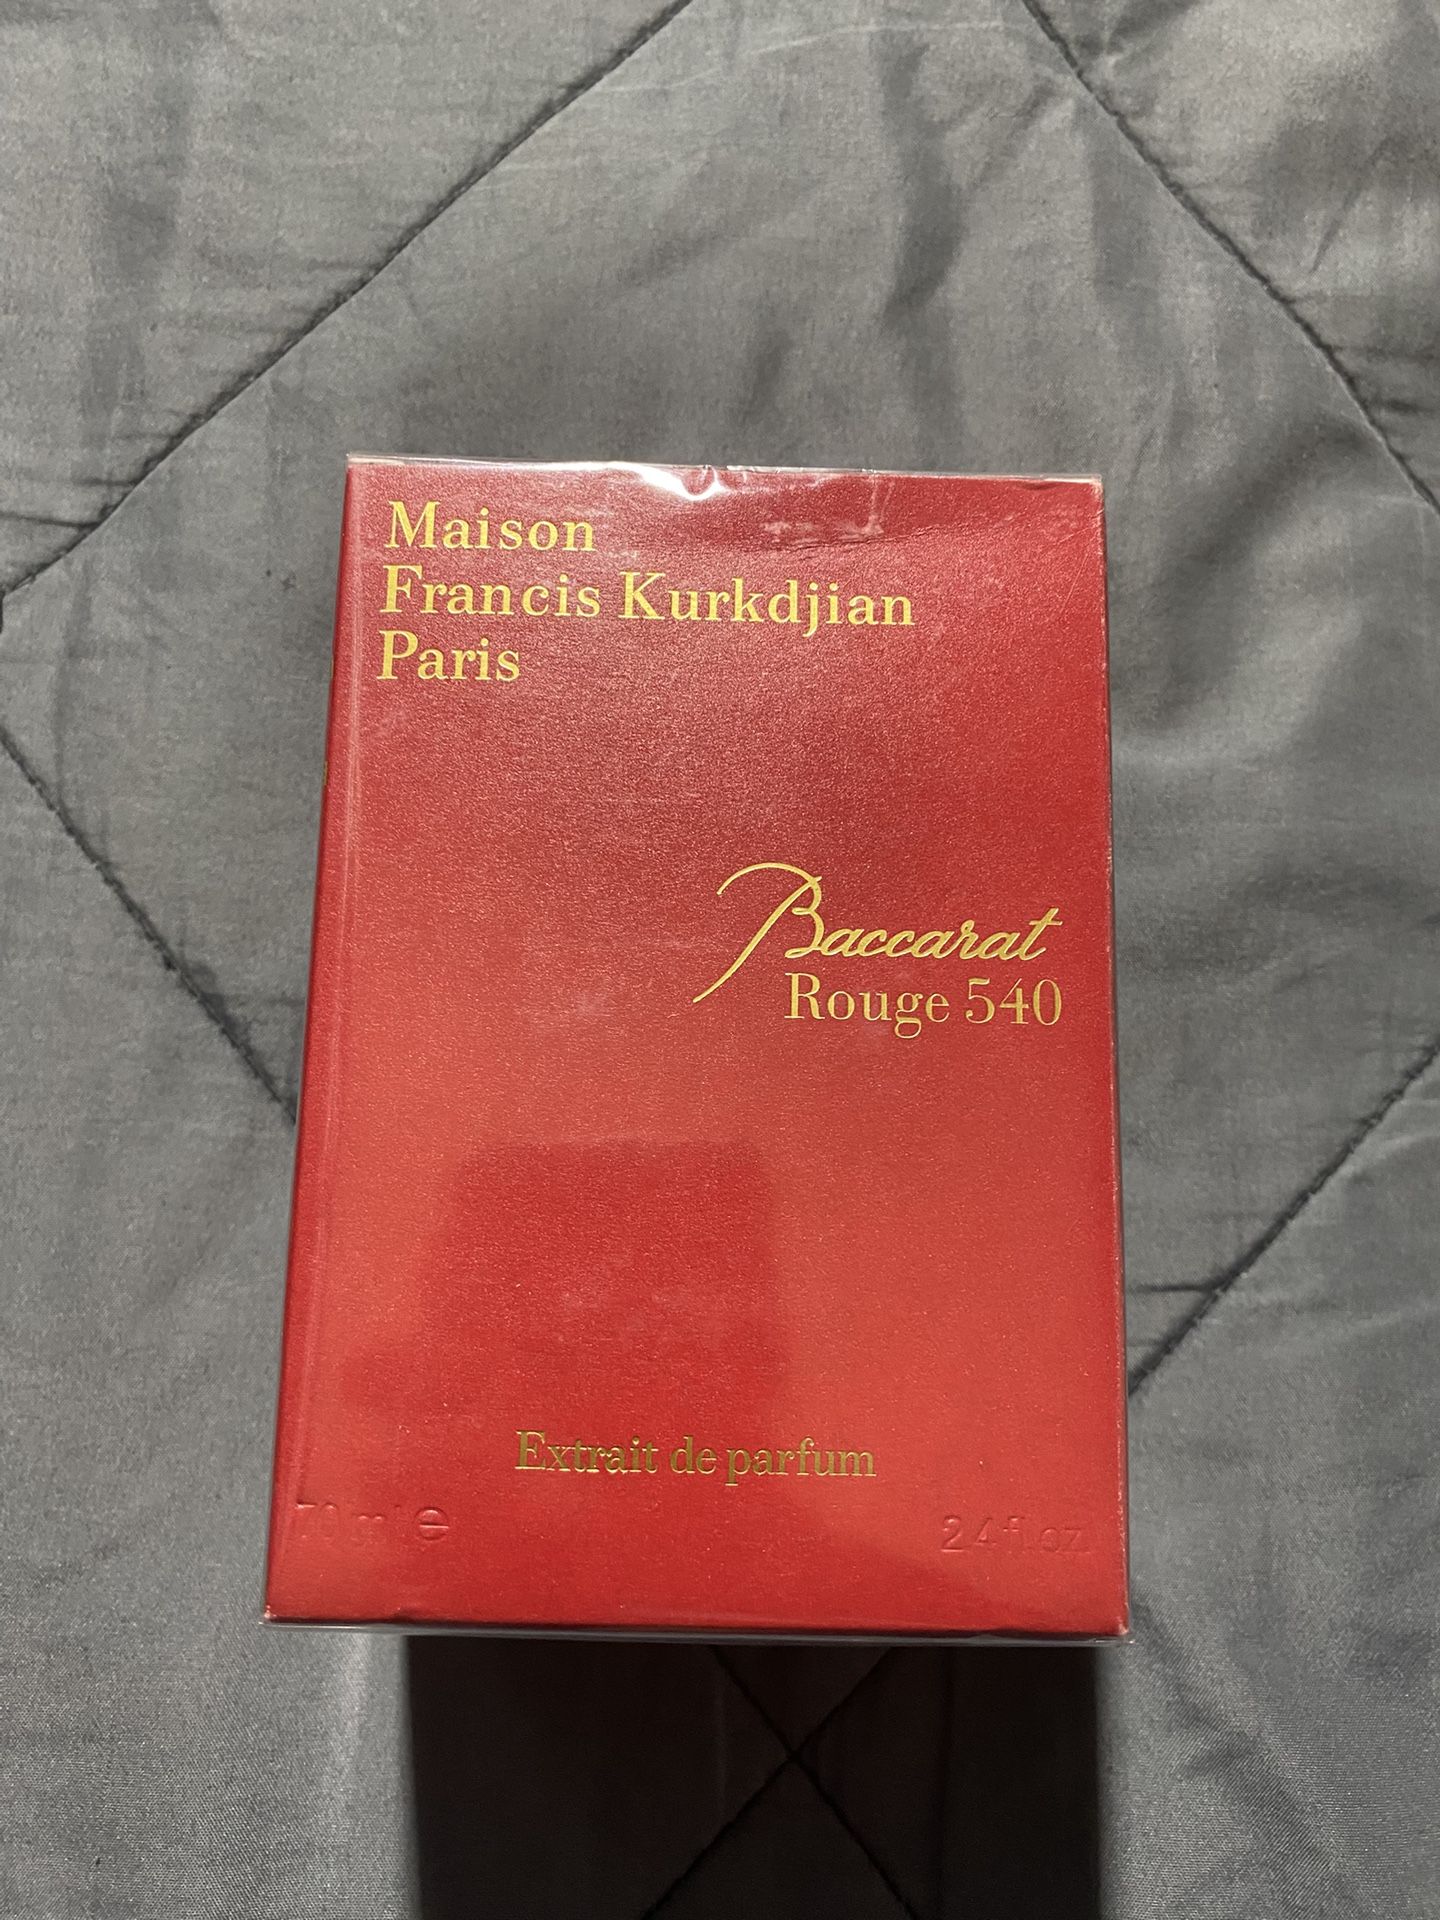 Maison
Francis Kurkdjian
Paris
Baccarat
Rouge 540
Extrait de parfum
70 ml e 2.4 fl.oz.